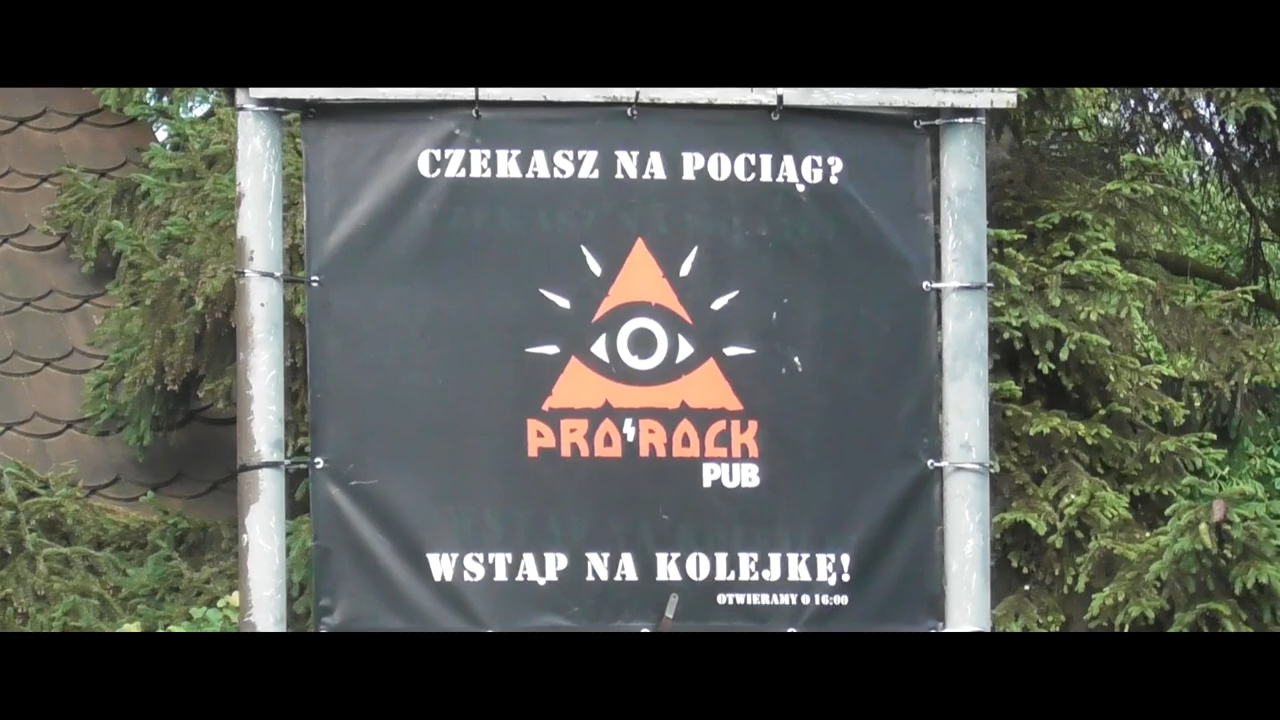 CZEKASZ NA POCIĄG?
PRO ROCK
PUB
WSTĄP NA KOLEJKĘ!
OTWIERAMY O 16:00